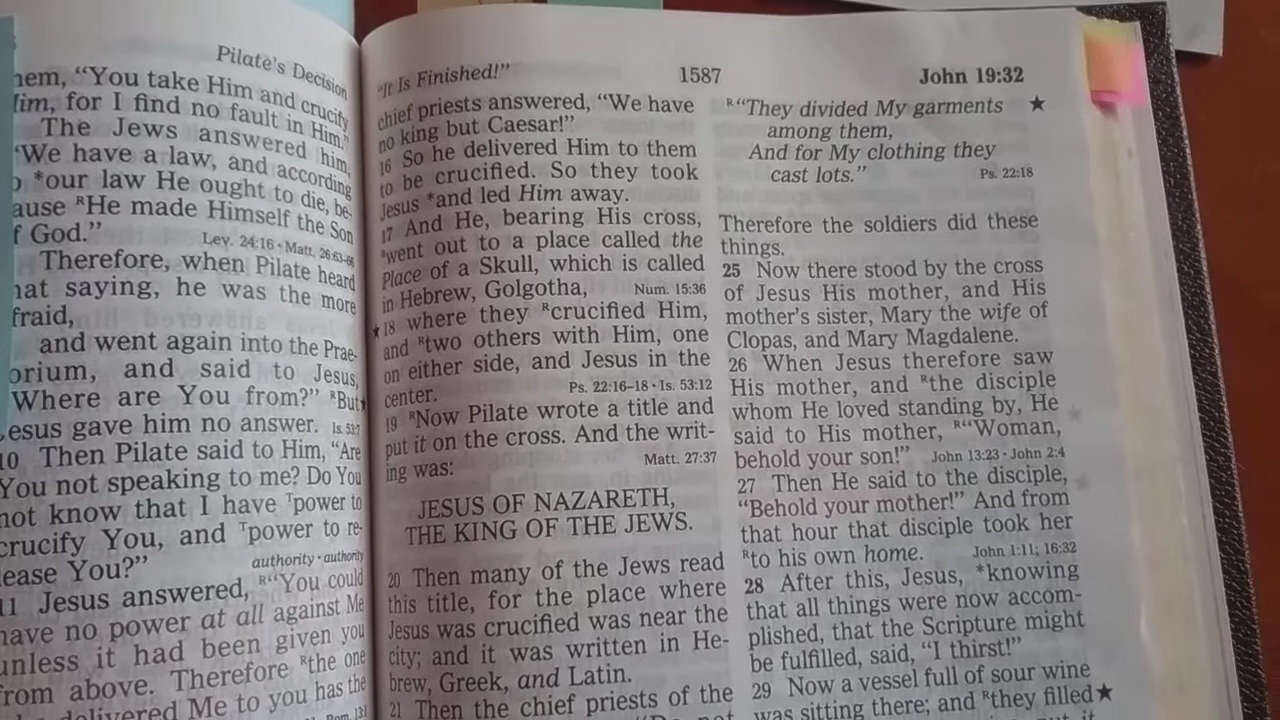 Pilate's Decision
hem, "You take Him and crucify
Him, for I find no fault in Him."
The Jews answered him,
"We have a law, and according
o *our law He ought to die, be-
ause ᴿHe made Himself the Son
f God." Lev. 24:16 · Matt. 26:63-66
Therefore, when Pilate heard
hat saying, he was the more
fraid,
and went again into the Prae-
orium, and said to Jesus,
Where are You from?" ᴿBut★
Jesus gave him no answer. Is. 53:7
10 Then Pilate said to Him, "Are
You not speaking to me? Do You
not know that I have ᵀpower to
crucify You, and ᵀpower to re-
ease You?" authority · authority
11 Jesus answered, ᴿ"You could
have no power at all against Me
unless it had been given you
from above. Therefore ᴿthe one
delivered Me to you has the
Rom. 13:1
"It Is Finished!" 1587 John 19:32
chief priests answered, "We have
no king but Caesar!"
16 So he delivered Him to them
to be crucified. So they took
Jesus *and led Him away.
17 And He, bearing His cross,
ᴿwent out to a place called the
Place of a Skull, which is called
in Hebrew, Golgotha, Num. 15:36
★18 where they ᴿcrucified Him,
and ᴿtwo others with Him, one
on either side, and Jesus in the
center. Ps. 22:16–18 · Is. 53:12
19 ᴿNow Pilate wrote a title and
put it on the cross. And the writ-
ing was: Matt. 27:37
JESUS OF NAZARETH,
THE KING OF THE JEWS.
20 Then many of the Jews read
this title, for the place where
Jesus was crucified was near the
city; and it was written in He-
brew, Greek, and Latin.
21 Then the chief priests of the
ᴿ"They divided My garments ★
among them,
And for My clothing they
cast lots." Ps. 22:18
Therefore the soldiers did these
things.
25 Now there stood by the cross
of Jesus His mother, and His
mother's sister, Mary the wife of
Clopas, and Mary Magdalene.
26 When Jesus therefore saw
His mother, and ᴿthe disciple
whom He loved standing by, He
said to His mother, ᴿ"Woman,
behold your son!" John 13:23 · John 2:4
27 Then He said to the disciple,
"Behold your mother!" And from
that hour that disciple took her
ᴿto his own home. John 1:11; 16:32
28 After this, Jesus, *knowing
that all things were now accom-
plished, that the Scripture might
be fulfilled, said, "I thirst!"
29 Now a vessel full of sour wine
was sitting there; and ᴿthey filled★